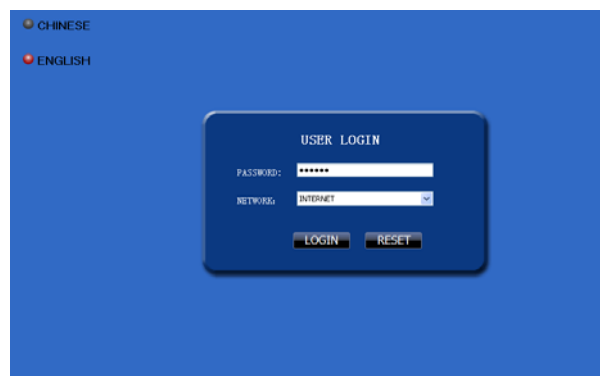 CHINESE
ENGLISH
USER LOGIN
PASSWORD: ••••••
NETWORK: INTERNET
LOGIN RESET